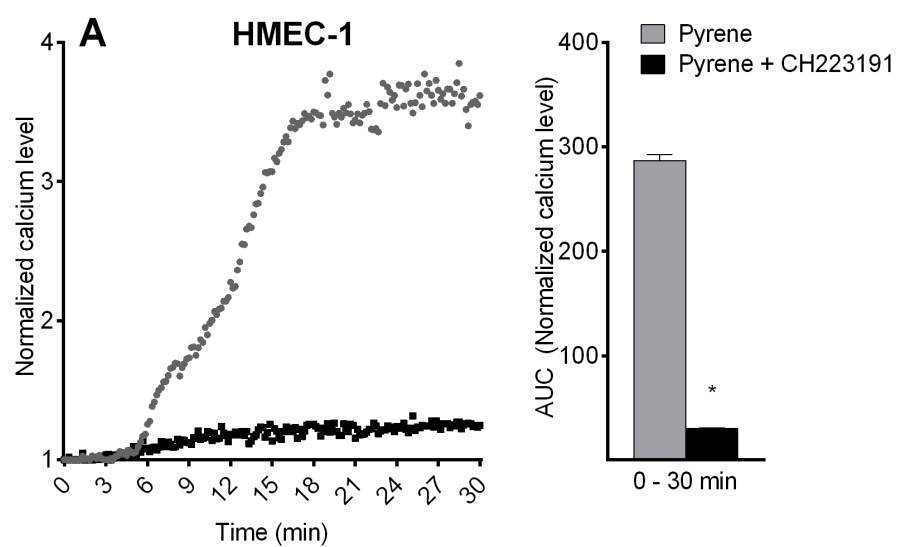 A
HMEC-1
Normalized calcium level
4
3
2
1
0 3 6 9 12 15 18 21 24 27 30
Time (min)
Pyrene
Pyrene + CH223191
AUC (Normalized calcium level)
400
300
200
100
*
0 - 30 min